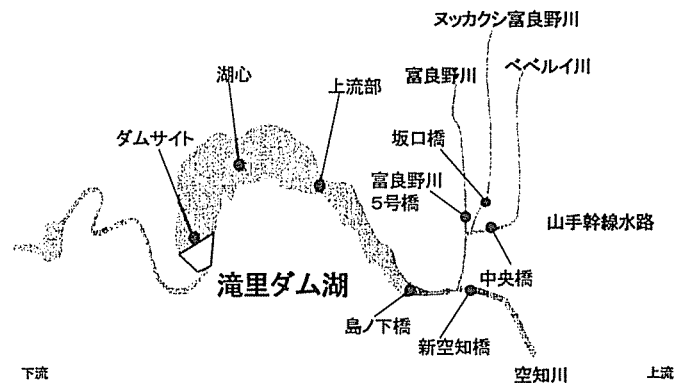 ヌッカクシ富良野川
ベベルイ川
富良野川
湖心
上流部
ダムサイト
坂口橋
富良野川
5号橋
山手幹線水路
中央橋
滝里ダム湖
島ノ下橋
新空知橋
空知川
下流
上流